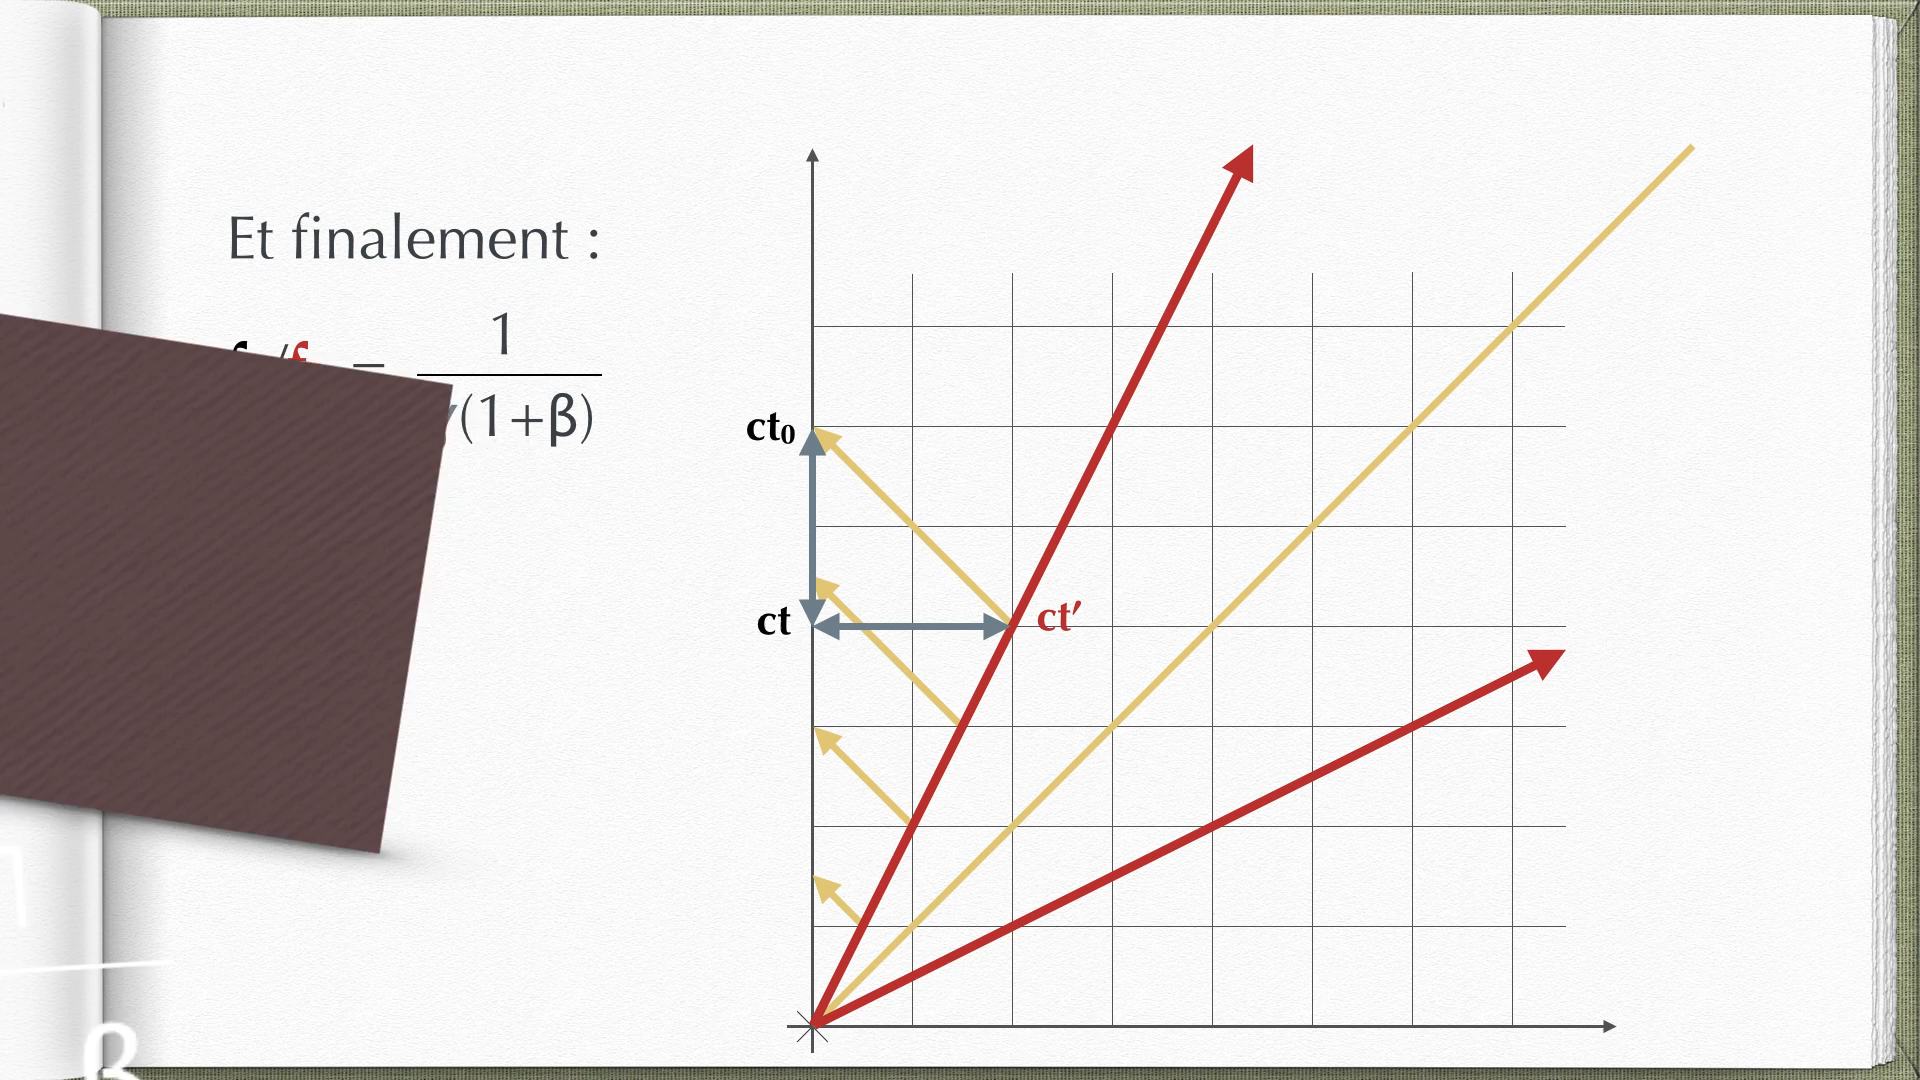 Et finalement :
1
(1+β)
ct₀
ct
ct′
β